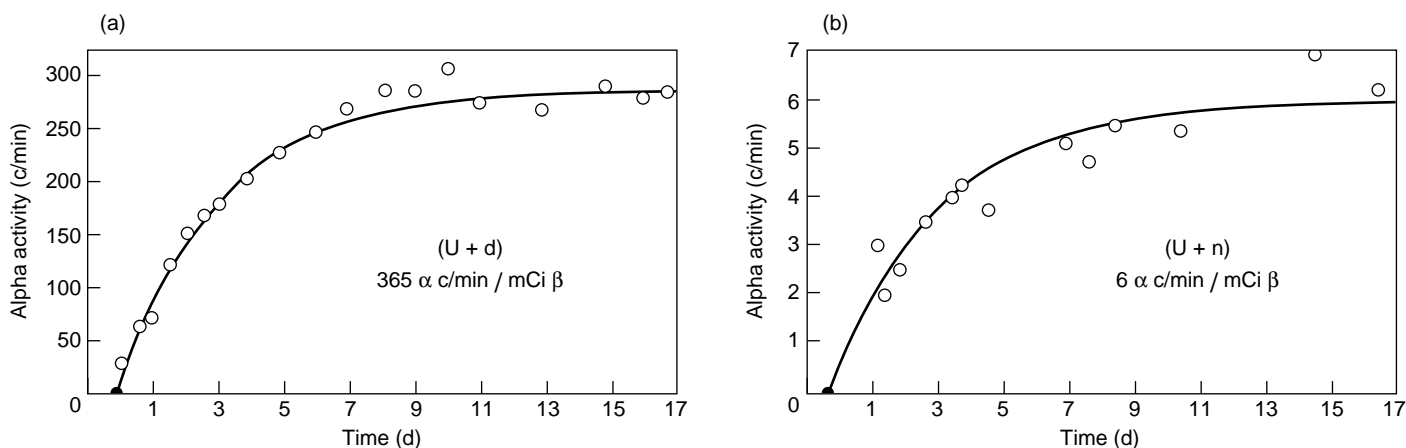 (a)
300
250
200
150
100
50
0
Alpha activity (c/min)
(U + d)
365 α c/min / mCi β
1 3 5 7 9 11 13 15 17
Time (d)
(b)
7
6
5
4
3
2
1
0
Alpha activity (c/min)
(U + n)
6 α c/min / mCi β
1 3 5 7 9 11 13 15 17
Time (d)